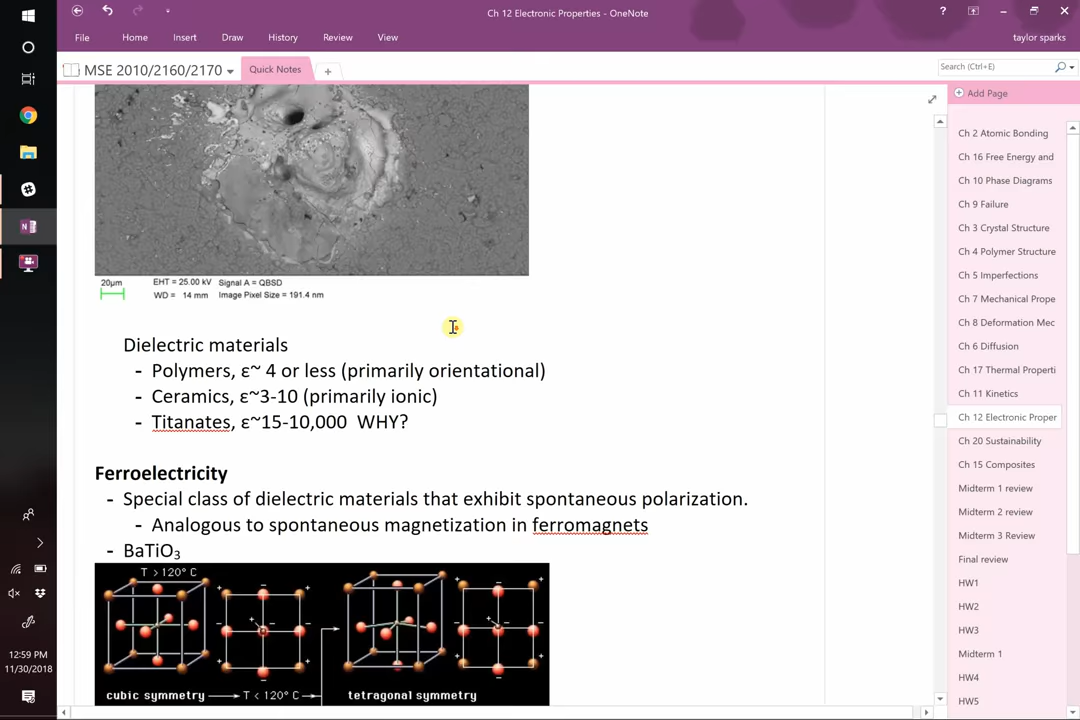 Ch 12 Electronic Properties - OneNote
?
taylor sparks
File Home Insert Draw History Review View
MSE 2010/2160/2170
Quick Notes
+
Search (Ctrl+E)
Add Page
Ch 2 Atomic Bonding
Ch 16 Free Energy and
Ch 10 Phase Diagrams
Ch 9 Failure
Ch 3 Crystal Structure
Ch 4 Polymer Structure
Ch 5 Imperfections
Ch 7 Mechanical Prope
Ch 8 Deformation Mec
Ch 6 Diffusion
Ch 17 Thermal Properti
Ch 11 Kinetics
Ch 12 Electronic Proper
Ch 20 Sustainability
Ch 15 Composites
Midterm 1 review
Midterm 2 review
Midterm 3 Review
Final review
HW1
HW2
HW3
Midterm 1
HW4
HW5
20µm
EHT = 25.00 kV Signal A = QBSD
WD = 14 mm Image Pixel Size = 191.4 nm
Dielectric materials
- Polymers, ε~ 4 or less (primarily orientational)
- Ceramics, ε~3-10 (primarily ionic)
- Titanates, ε~15-10,000 WHY?
Ferroelectricity
- Special class of dielectric materials that exhibit spontaneous polarization.
- Analogous to spontaneous magnetization in ferromagnets
- BaTiO₃
T > 120° C
cubic symmetry → T < 120° C tetragonal symmetry
12:59 PM
11/30/2018